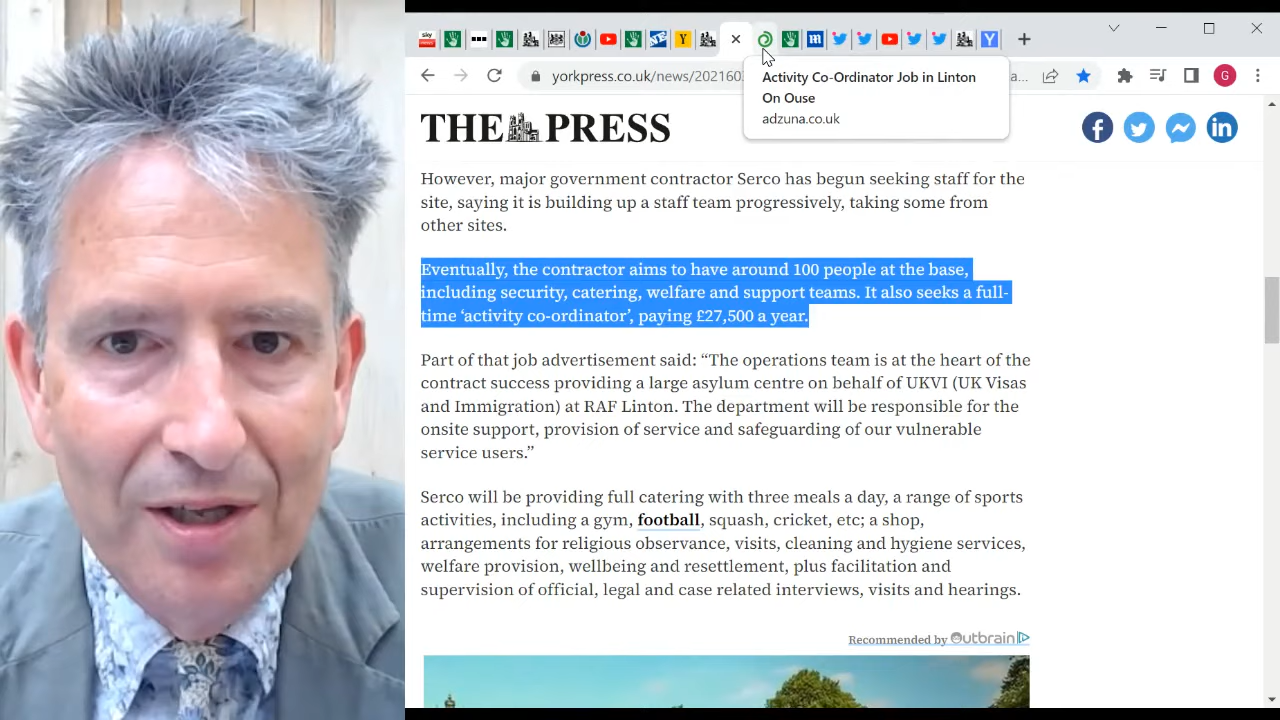 sky
news
Y
m
Y
yorkpress.co.uk/news/2021603
a...
G
Activity Co-Ordinator Job in Linton
On Ouse
adzuna.co.uk
THE PRESS
However, major government contractor Serco has begun seeking staff for the
site, saying it is building up a staff team progressively, taking some from
other sites.
Eventually, the contractor aims to have around 100 people at the base,
including security, catering, welfare and support teams. It also seeks a full-
time ‘activity co-ordinator’, paying £27,500 a year.
Part of that job advertisement said: “The operations team is at the heart of the
contract success providing a large asylum centre on behalf of UKVI (UK Visas
and Immigration) at RAF Linton. The department will be responsible for the
onsite support, provision of service and safeguarding of our vulnerable
service users.”
Serco will be providing full catering with three meals a day, a range of sports
activities, including a gym, football, squash, cricket, etc; a shop,
arrangements for religious observance, visits, cleaning and hygiene services,
welfare provision, wellbeing and resettlement, plus facilitation and
supervision of official, legal and case related interviews, visits and hearings.
Recommended by Outbrain